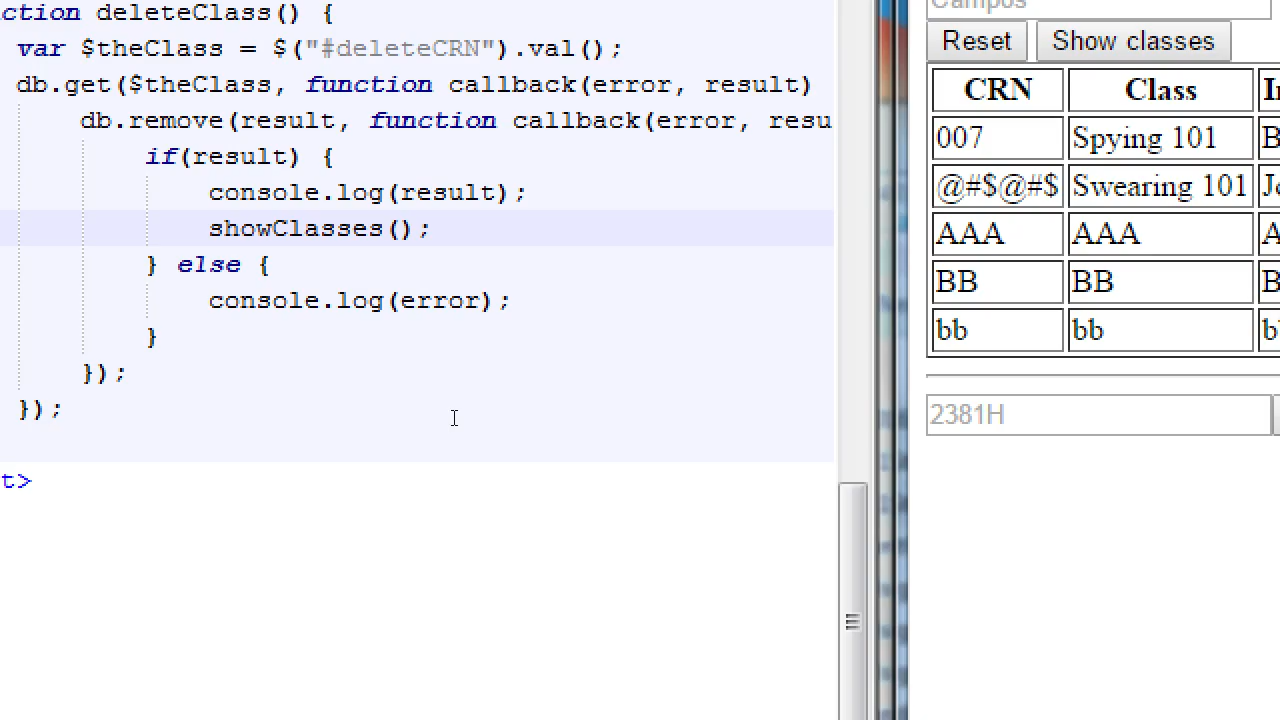 ction deleteClass() {
var $theClass = $("#deleteCRN").val();
db.get($theClass, function callback(error, result)
db.remove(result, function callback(error, resu
if(result) {
console.log(result);
showClasses();
} else {
console.log(error);
}
});
});
t>
Campos
Reset Show classes
CRN Class I
007 Spying 101 B
@#$@#$ Swearing 101 Jo
AAA AAA A
BB BB B
bb bb b
2381H